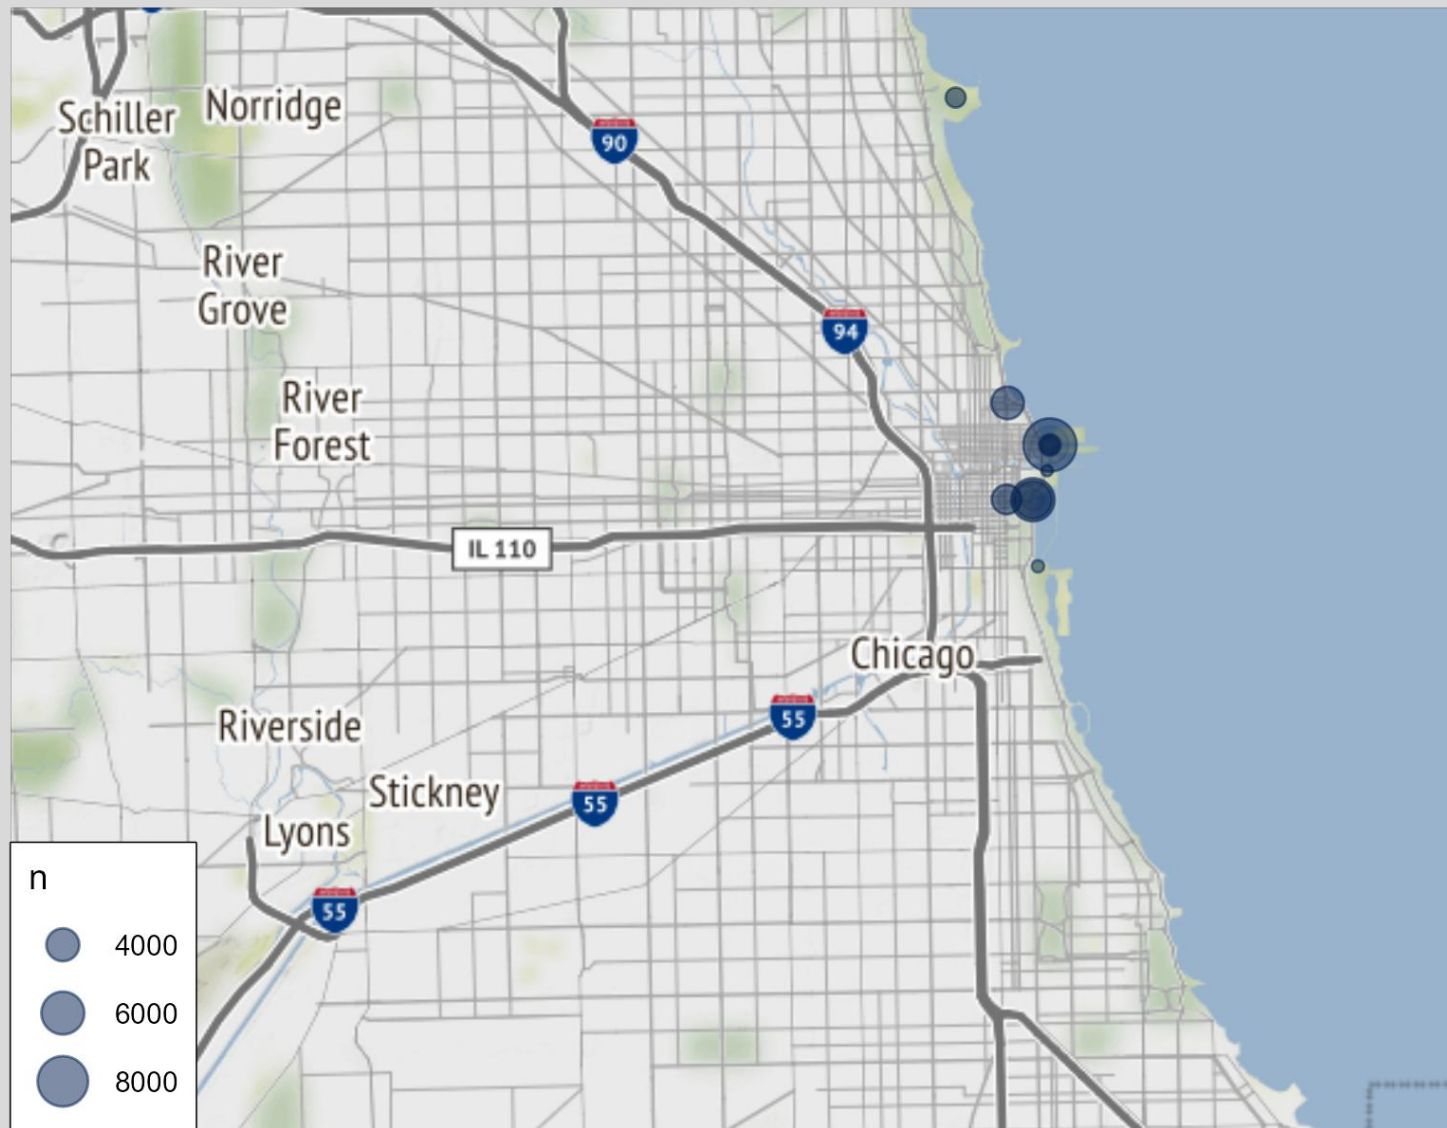 Schiller
Park
Norridge
90
River
Grove
94
River
Forest
IL 110
Chicago
Riverside
55
Stickney
55
Lyons
55
n
4000
6000
8000